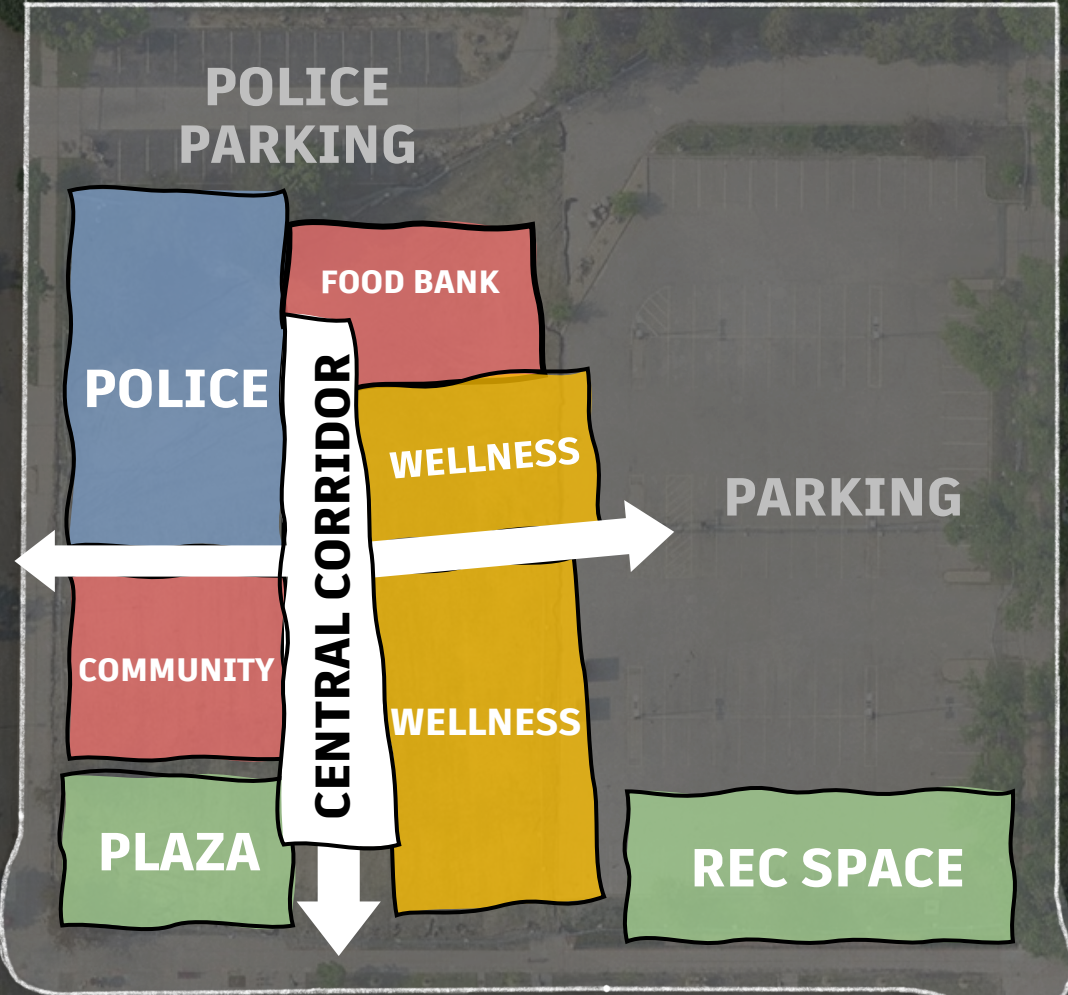 POLICE
PARKING
FOOD BANK
POLICE
CENTRAL CORRIDOR
WELLNESS
PARKING
COMMUNITY
WELLNESS
PLAZA
REC SPACE